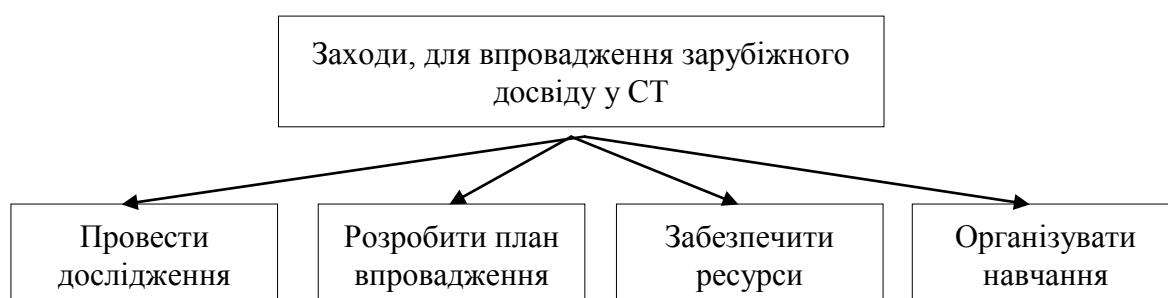 Заходи, для впровадження зарубіжного
досвіду у СТ
Провести
дослідження
Розробити план
впровадження
Забезпечити
ресурси
Організувати
навчання